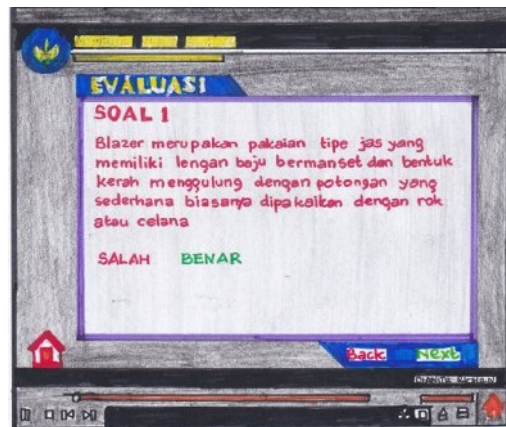 EVALUASI
SOAL 1
Blazer merupakan pakaian tipe jas yang
memiliki lengan baju bermanset dan bentuk
kerah menggulung dengan potongan yang
sederhana biasanya dipakaikan dengan rok
atau celana
SALAH BENAR
Back Next